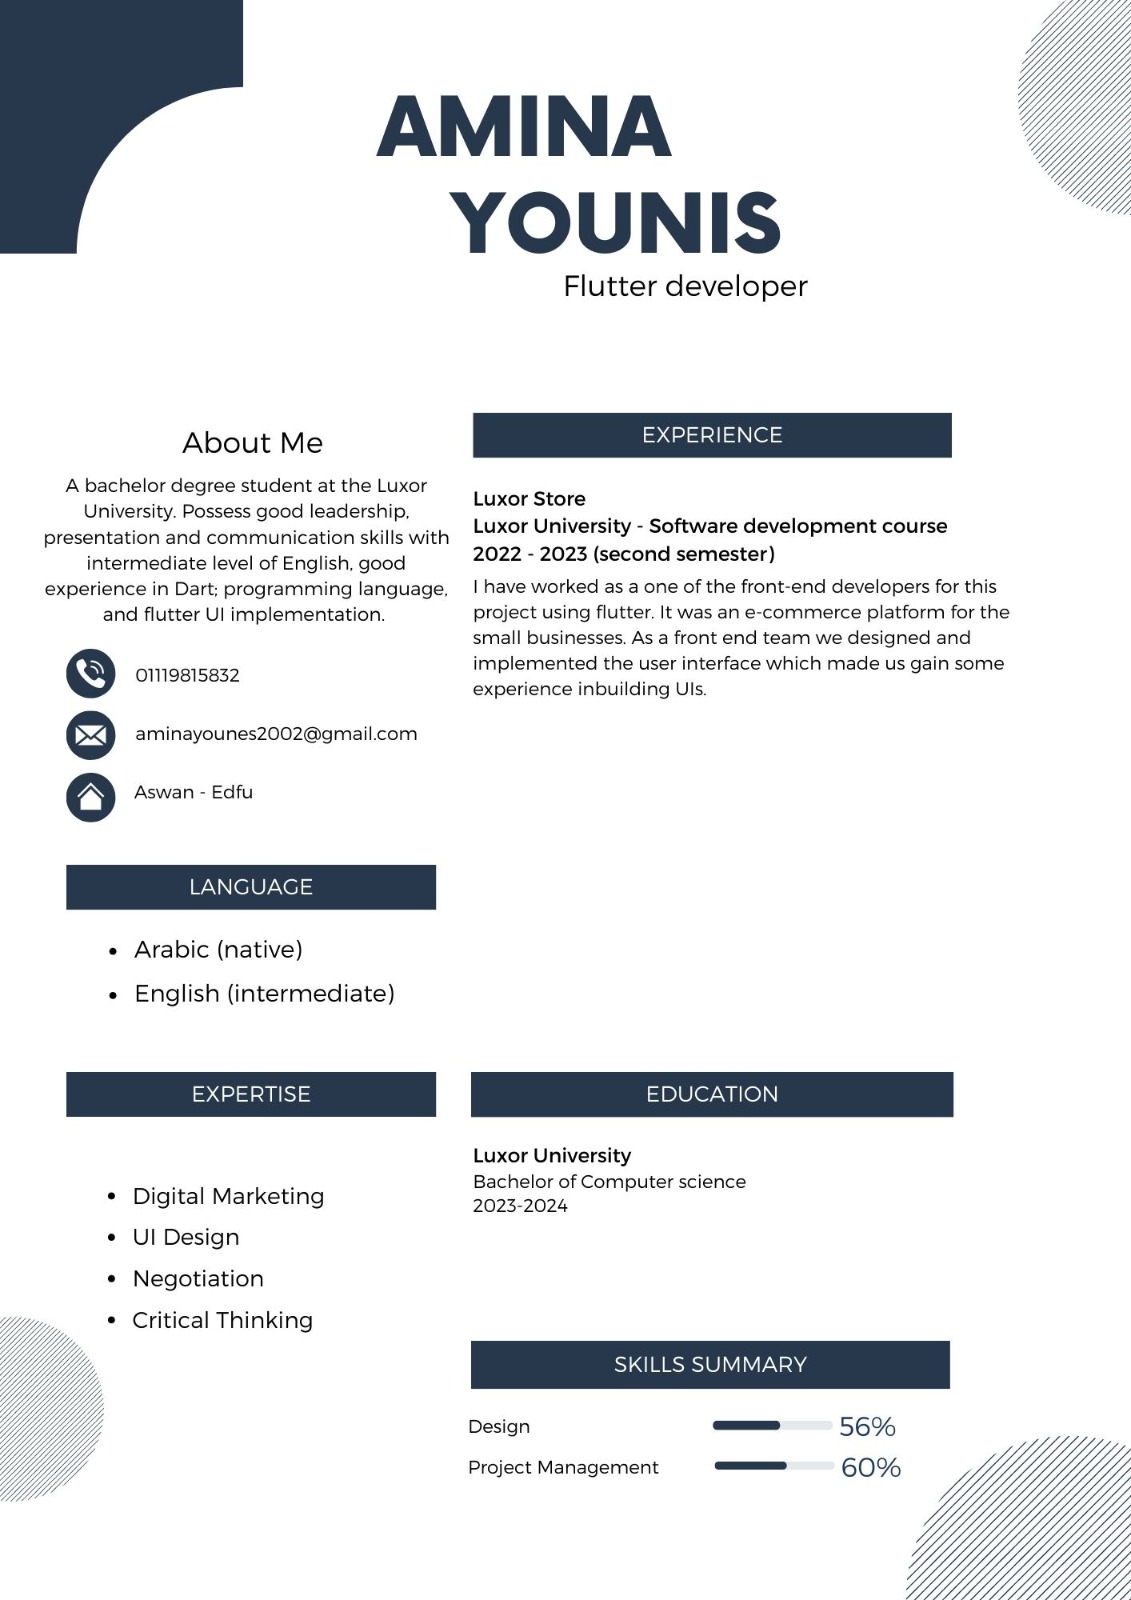 AMINA
YOUNIS
Flutter developer
About Me
A bachelor degree student at the Luxor
University. Possess good leadership,
presentation and communication skills with
intermediate level of English, good
experience in Dart; programming language,
and flutter UI implementation.
01119815832
aminayounes2002@gmail.com
Aswan - Edfu
LANGUAGE
• Arabic (native)
• English (intermediate)
EXPERTISE
• Digital Marketing
• UI Design
• Negotiation
• Critical Thinking
EXPERIENCE
Luxor Store
Luxor University - Software development course
2022 - 2023 (second semester)
I have worked as a one of the front-end developers for this
project using flutter. It was an e-commerce platform for the
small businesses. As a front end team we designed and
implemented the user interface which made us gain some
experience inbuilding UIs.
EDUCATION
Luxor University
Bachelor of Computer science
2023-2024
SKILLS SUMMARY
Design 56%
Project Management 60%